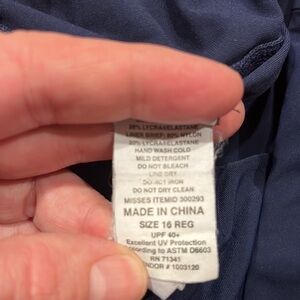 LYCRA ELASTANE
LINER BRIEF: 80% NYLON
20% LYCRA ELASTANE
HAND WASH COLD
MILD DETERGENT
DO NOT BLEACH
LINE DRY
DO NOT IRON
DO NOT DRY CLEAN
MISSES ITEMID 300293
MADE IN CHINA
SIZE 16 REG
UPF 40+
Excellent UV Protection
according to ASTM D6603
RN 71341
VENDOR # 1003120